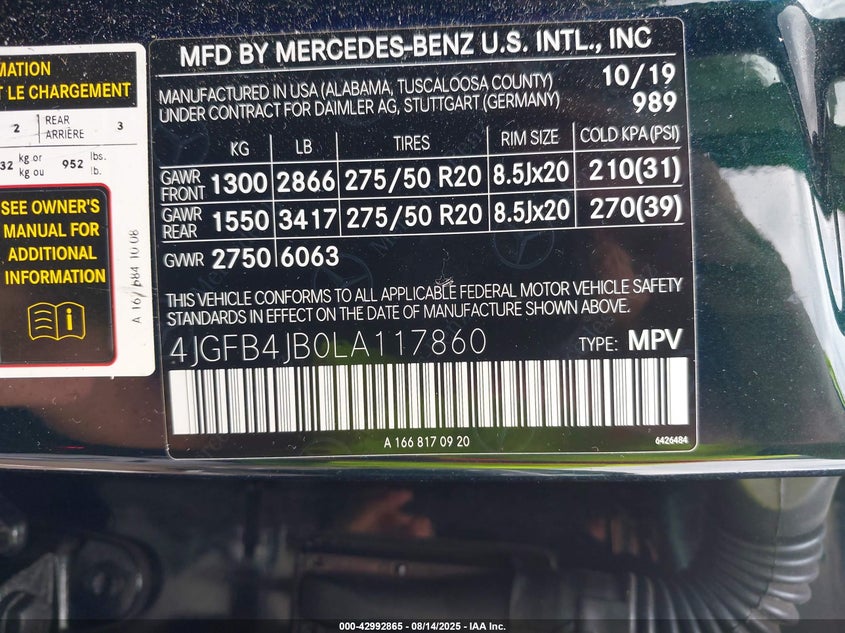 MATION
T LE CHARGEMENT
2 REAR ARRIÈRE 3
32 kg or kg ou 952 lbs. lb.
SEE OWNER'S
MANUAL FOR
ADDITIONAL
INFORMATION
MFD BY MERCEDES-BENZ U.S. INTL., INC
MANUFACTURED IN USA (ALABAMA, TUSCALOOSA COUNTY) 10/19
UNDER CONTRACT FOR DAIMLER AG, STUTTGART (GERMANY) 989
KG LB TIRES RIM SIZE COLD KPA (PSI)
GAWR FRONT 1300 2866 275/50 R20 8.5Jx20 210(31)
GAWR REAR 1550 3417 275/50 R20 8.5Jx20 270(39)
GVWR 2750 6063
THIS VEHICLE CONFORMS TO ALL APPLICABLE FEDERAL MOTOR VEHICLE SAFETY
STANDARDS IN EFFECT ON THE DATE OF MANUFACTURE SHOWN ABOVE.
4JGFB4JB0LA117860 TYPE: MPV
A 166 817 09 20 6426484
000-42992865 - 08/14/2025 - IAA Inc.